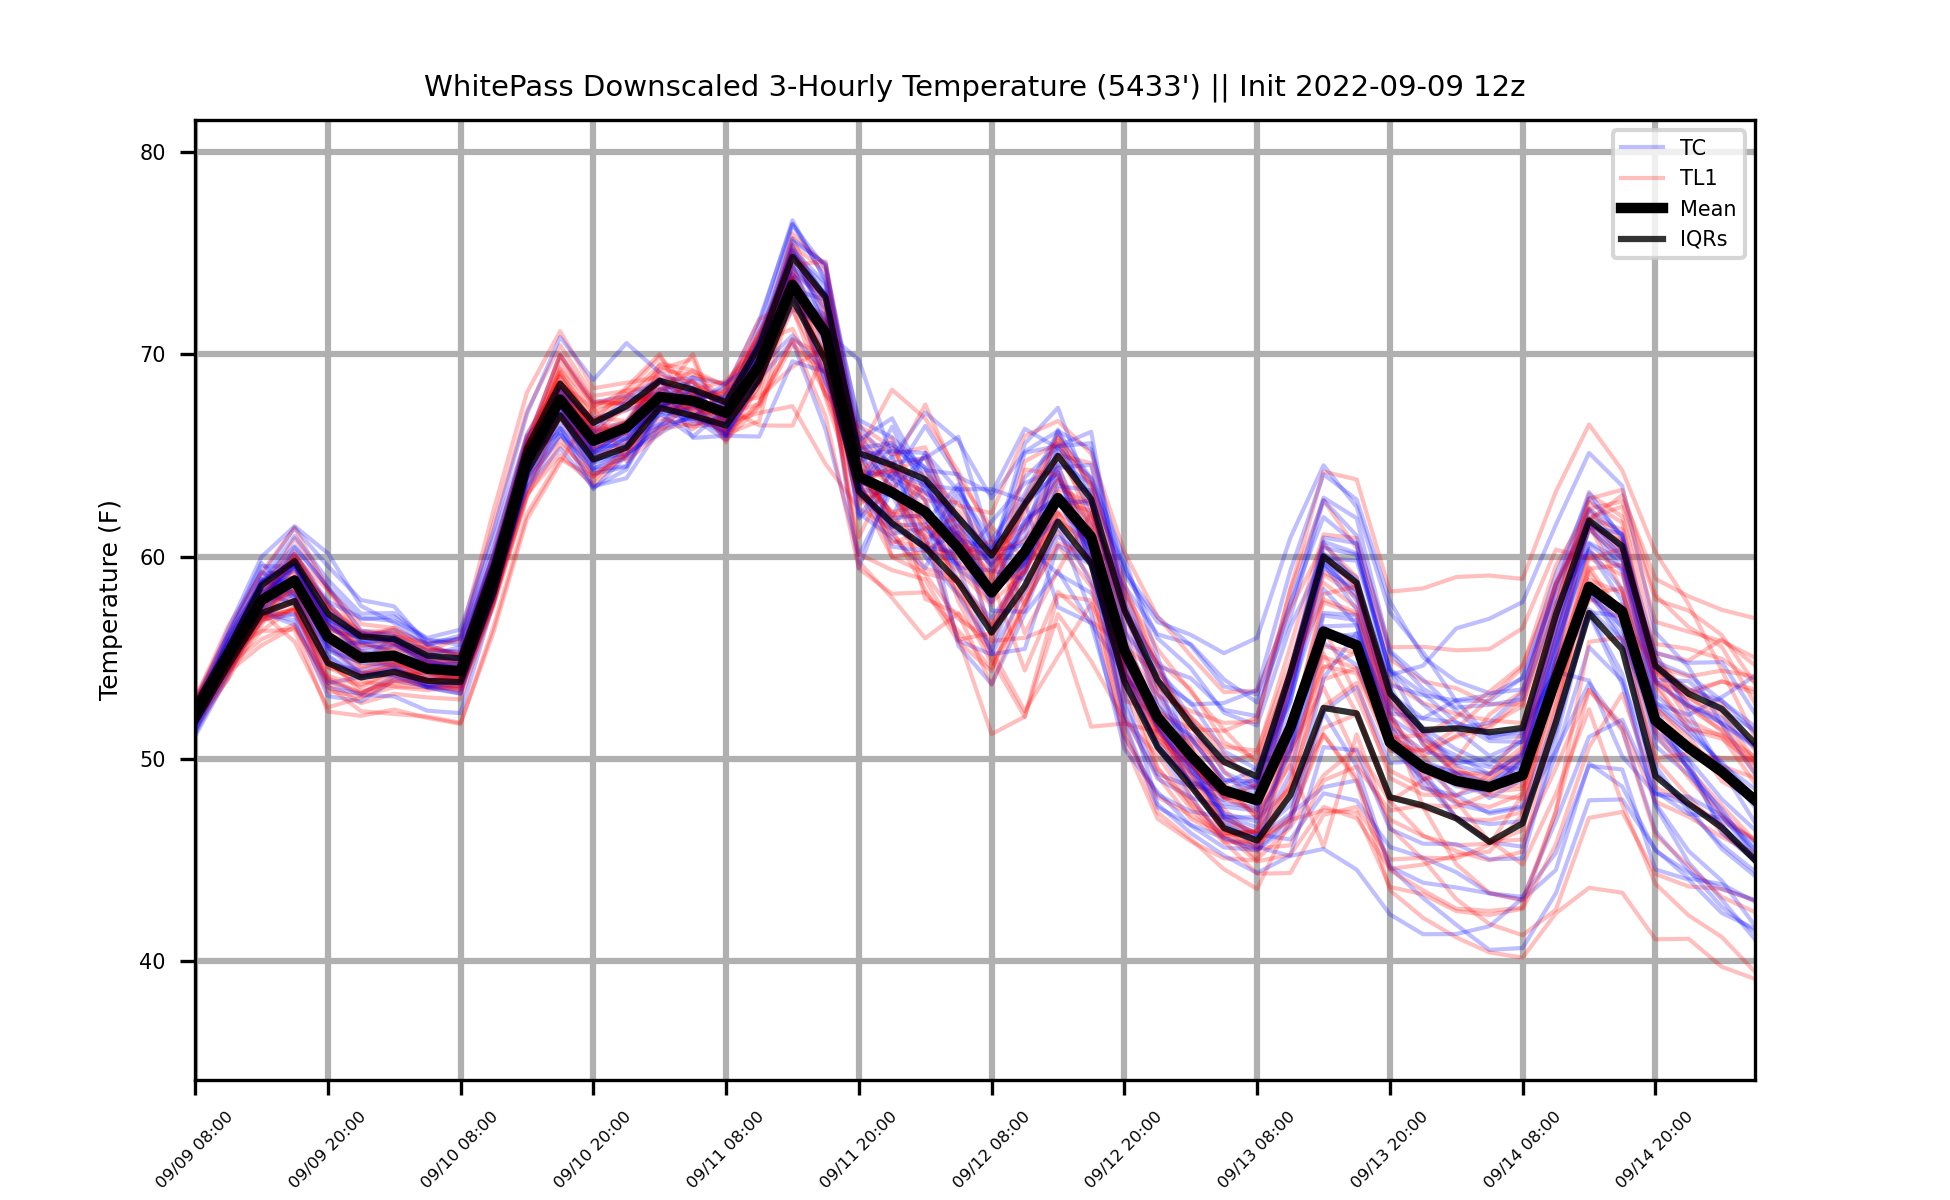 WhitePass Downscaled 3-Hourly Temperature (5433') || Init 2022-09-09 12z
TC
TL1
Mean
IQRs
Temperature (F)
80
70
60
50
40
09/09 08:00
09/09 20:00
09/10 08:00
09/10 20:00
09/11 08:00
09/11 20:00
09/12 08:00
09/12 20:00
09/13 08:00
09/13 20:00
09/14 08:00
09/14 20:00